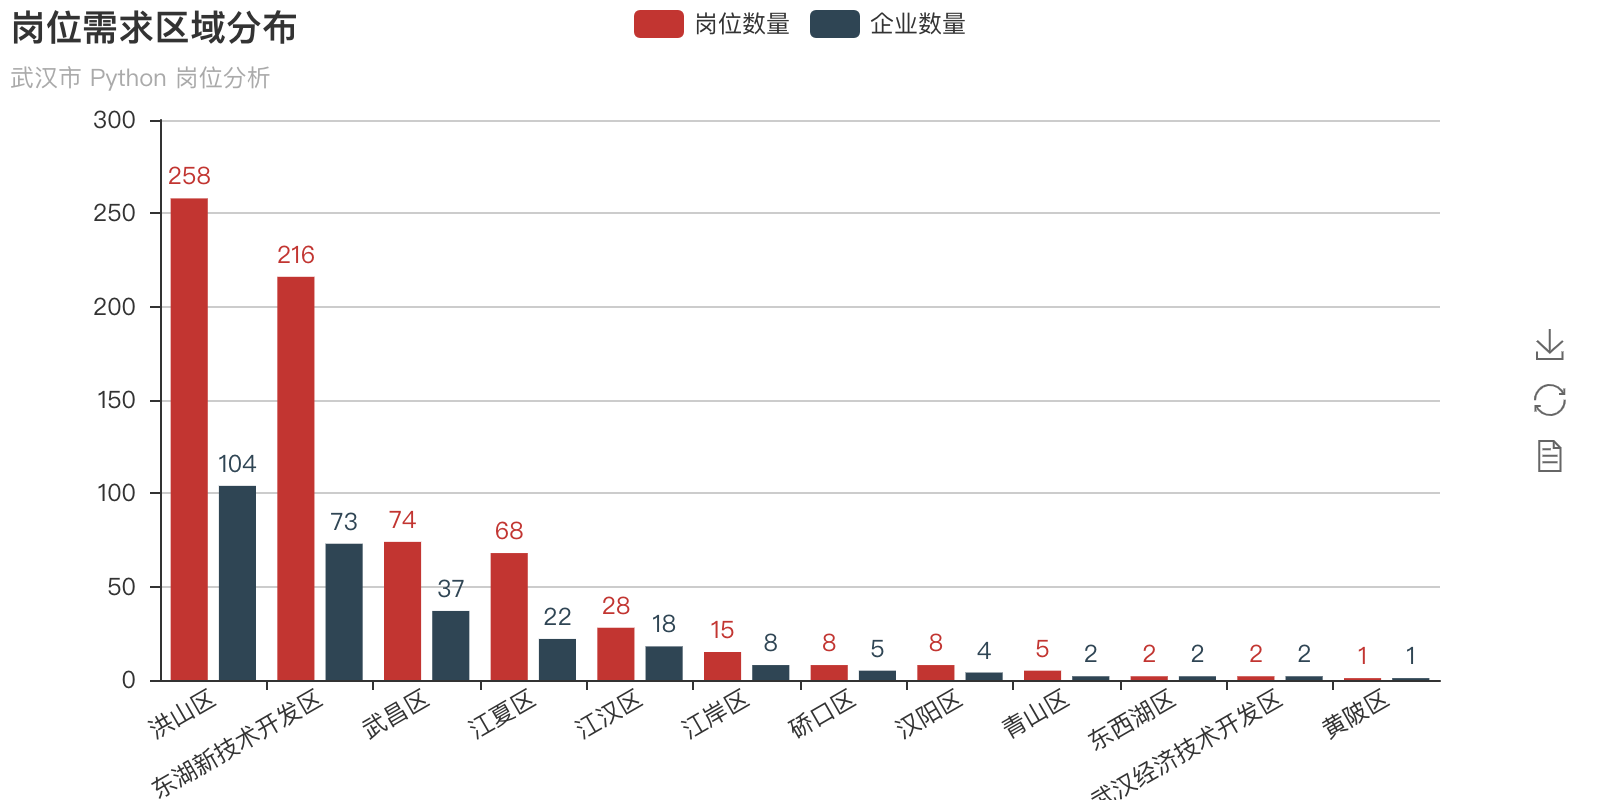 岗位需求区域分布
武汉市 Python 岗位分析
岗位数量 企业数量
300
250
200
150
100
50
0
258 104 216 73 74 37 68 22 28 18 15 8 8 5 8 4 5 2 2 2 2 2 1 1
洪山区
东湖新技术开发区
武昌区
江夏区
江汉区
江岸区
硚口区
汉阳区
青山区
东西湖区
武汉经济技术开发区
黄陂区